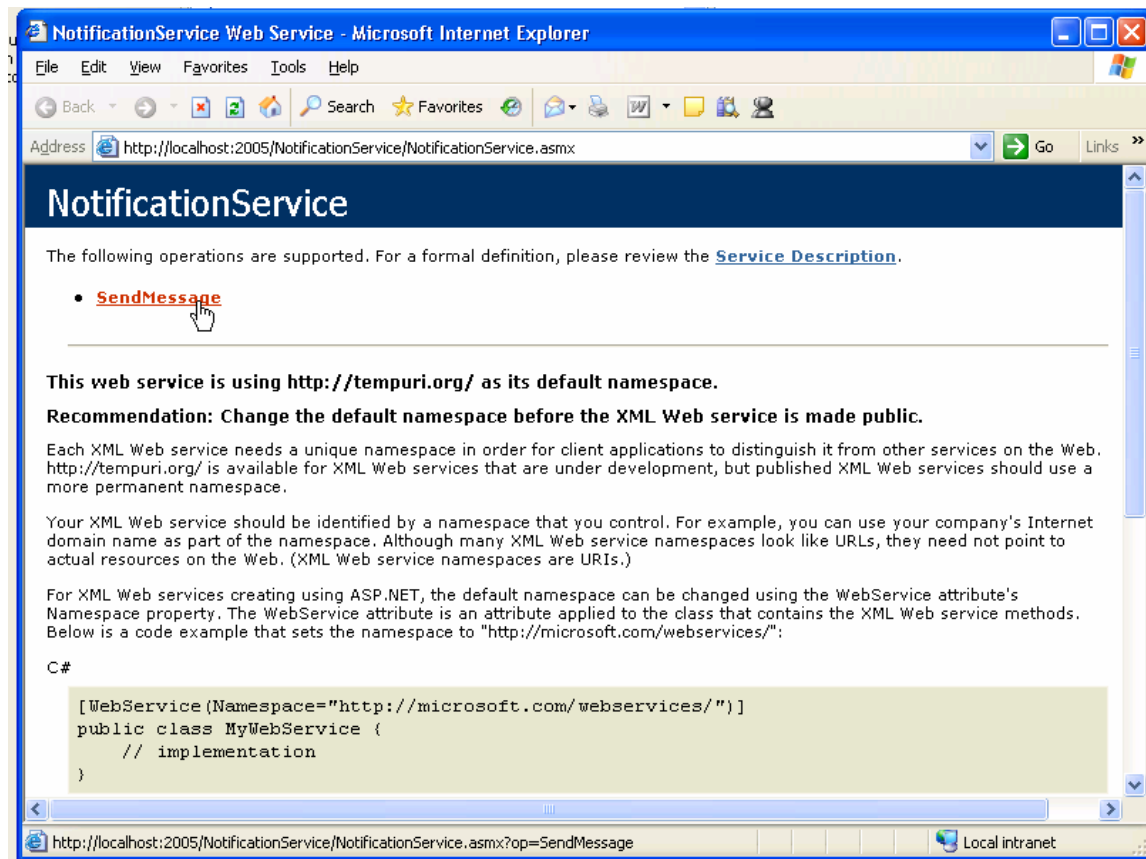 NotificationService Web Service - Microsoft Internet Explorer
File Edit View Favorites Tools Help
Back Search Favorites
Address http://localhost:2005/NotificationService/NotificationService.asmx Go Links »
NotificationService
The following operations are supported. For a formal definition, please review the Service Description.
• SendMessage
This web service is using http://tempuri.org/ as its default namespace.
Recommendation: Change the default namespace before the XML Web service is made public.
Each XML Web service needs a unique namespace in order for client applications to distinguish it from other services on the Web.
http://tempuri.org/ is available for XML Web services that are under development, but published XML Web services should use a
more permanent namespace.
Your XML Web service should be identified by a namespace that you control. For example, you can use your company's Internet
domain name as part of the namespace. Although many XML Web service namespaces look like URLs, they need not point to
actual resources on the Web. (XML Web service namespaces are URIs.)
For XML Web services creating using ASP.NET, the default namespace can be changed using the WebService attribute's
Namespace property. The WebService attribute is an attribute applied to the class that contains the XML Web service methods.
Below is a code example that sets the namespace to "http://microsoft.com/webservices/":
C#
[WebService(Namespace="http://microsoft.com/webservices/")]
public class MyWebService {
// implementation
}
http://localhost:2005/NotificationService/NotificationService.asmx?op=SendMessage Local intranet